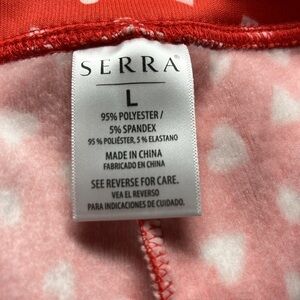 SERRA
L
95% POLYESTER /
5% SPANDEX
95 % POLIÉSTER, 5 % ELASTANO
MADE IN CHINA
FABRICADO EN CHINA
SEE REVERSE FOR CARE.
VEA EL REVERSO
PARA INDICACIONES DE CUIDADO.